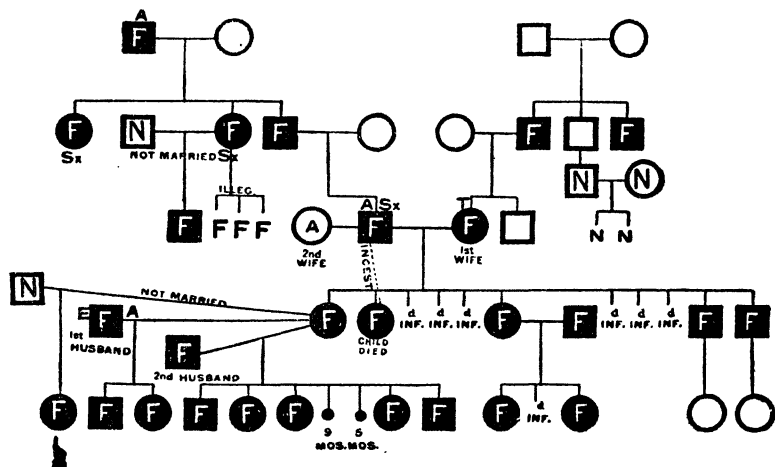 A
F
F N F F F F
Sx NOT MARRIED Sx
N N
ILLEG.
F F F F A Sx F T F N N
A
2nd WIFE
1st WIFE
INCEST
N
NOT MARRIED
E F A F F d d d F F d d d F F
INF. INF. INF. INF. INF. INF.
1st HUSBAND
CHILD DIED
F
2nd HUSBAND
F F F F F F F F F d F
INF.
9 5
MOS. MOS.